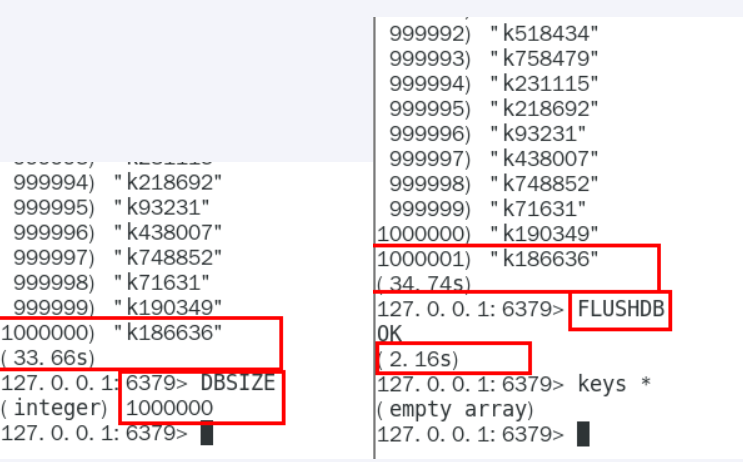 999994) "k218692"
999995) "k93231"
999996) "k438007"
999997) "k748852"
999998) "k71631"
999999) "k190349"
1000000) "k186636"
(33.66s)
127.0.0.1:6379> DBSIZE
(integer) 1000000
127.0.0.1:6379>
999992) "k518434"
999993) "k758479"
999994) "k231115"
999995) "k218692"
999996) "k93231"
999997) "k438007"
999998) "k748852"
999999) "k71631"
1000000) "k190349"
1000001) "k186636"
(34.74s)
127.0.0.1:6379> FLUSHDB
OK
(2.16s)
127.0.0.1:6379> keys *
(empty array)
127.0.0.1:6379>